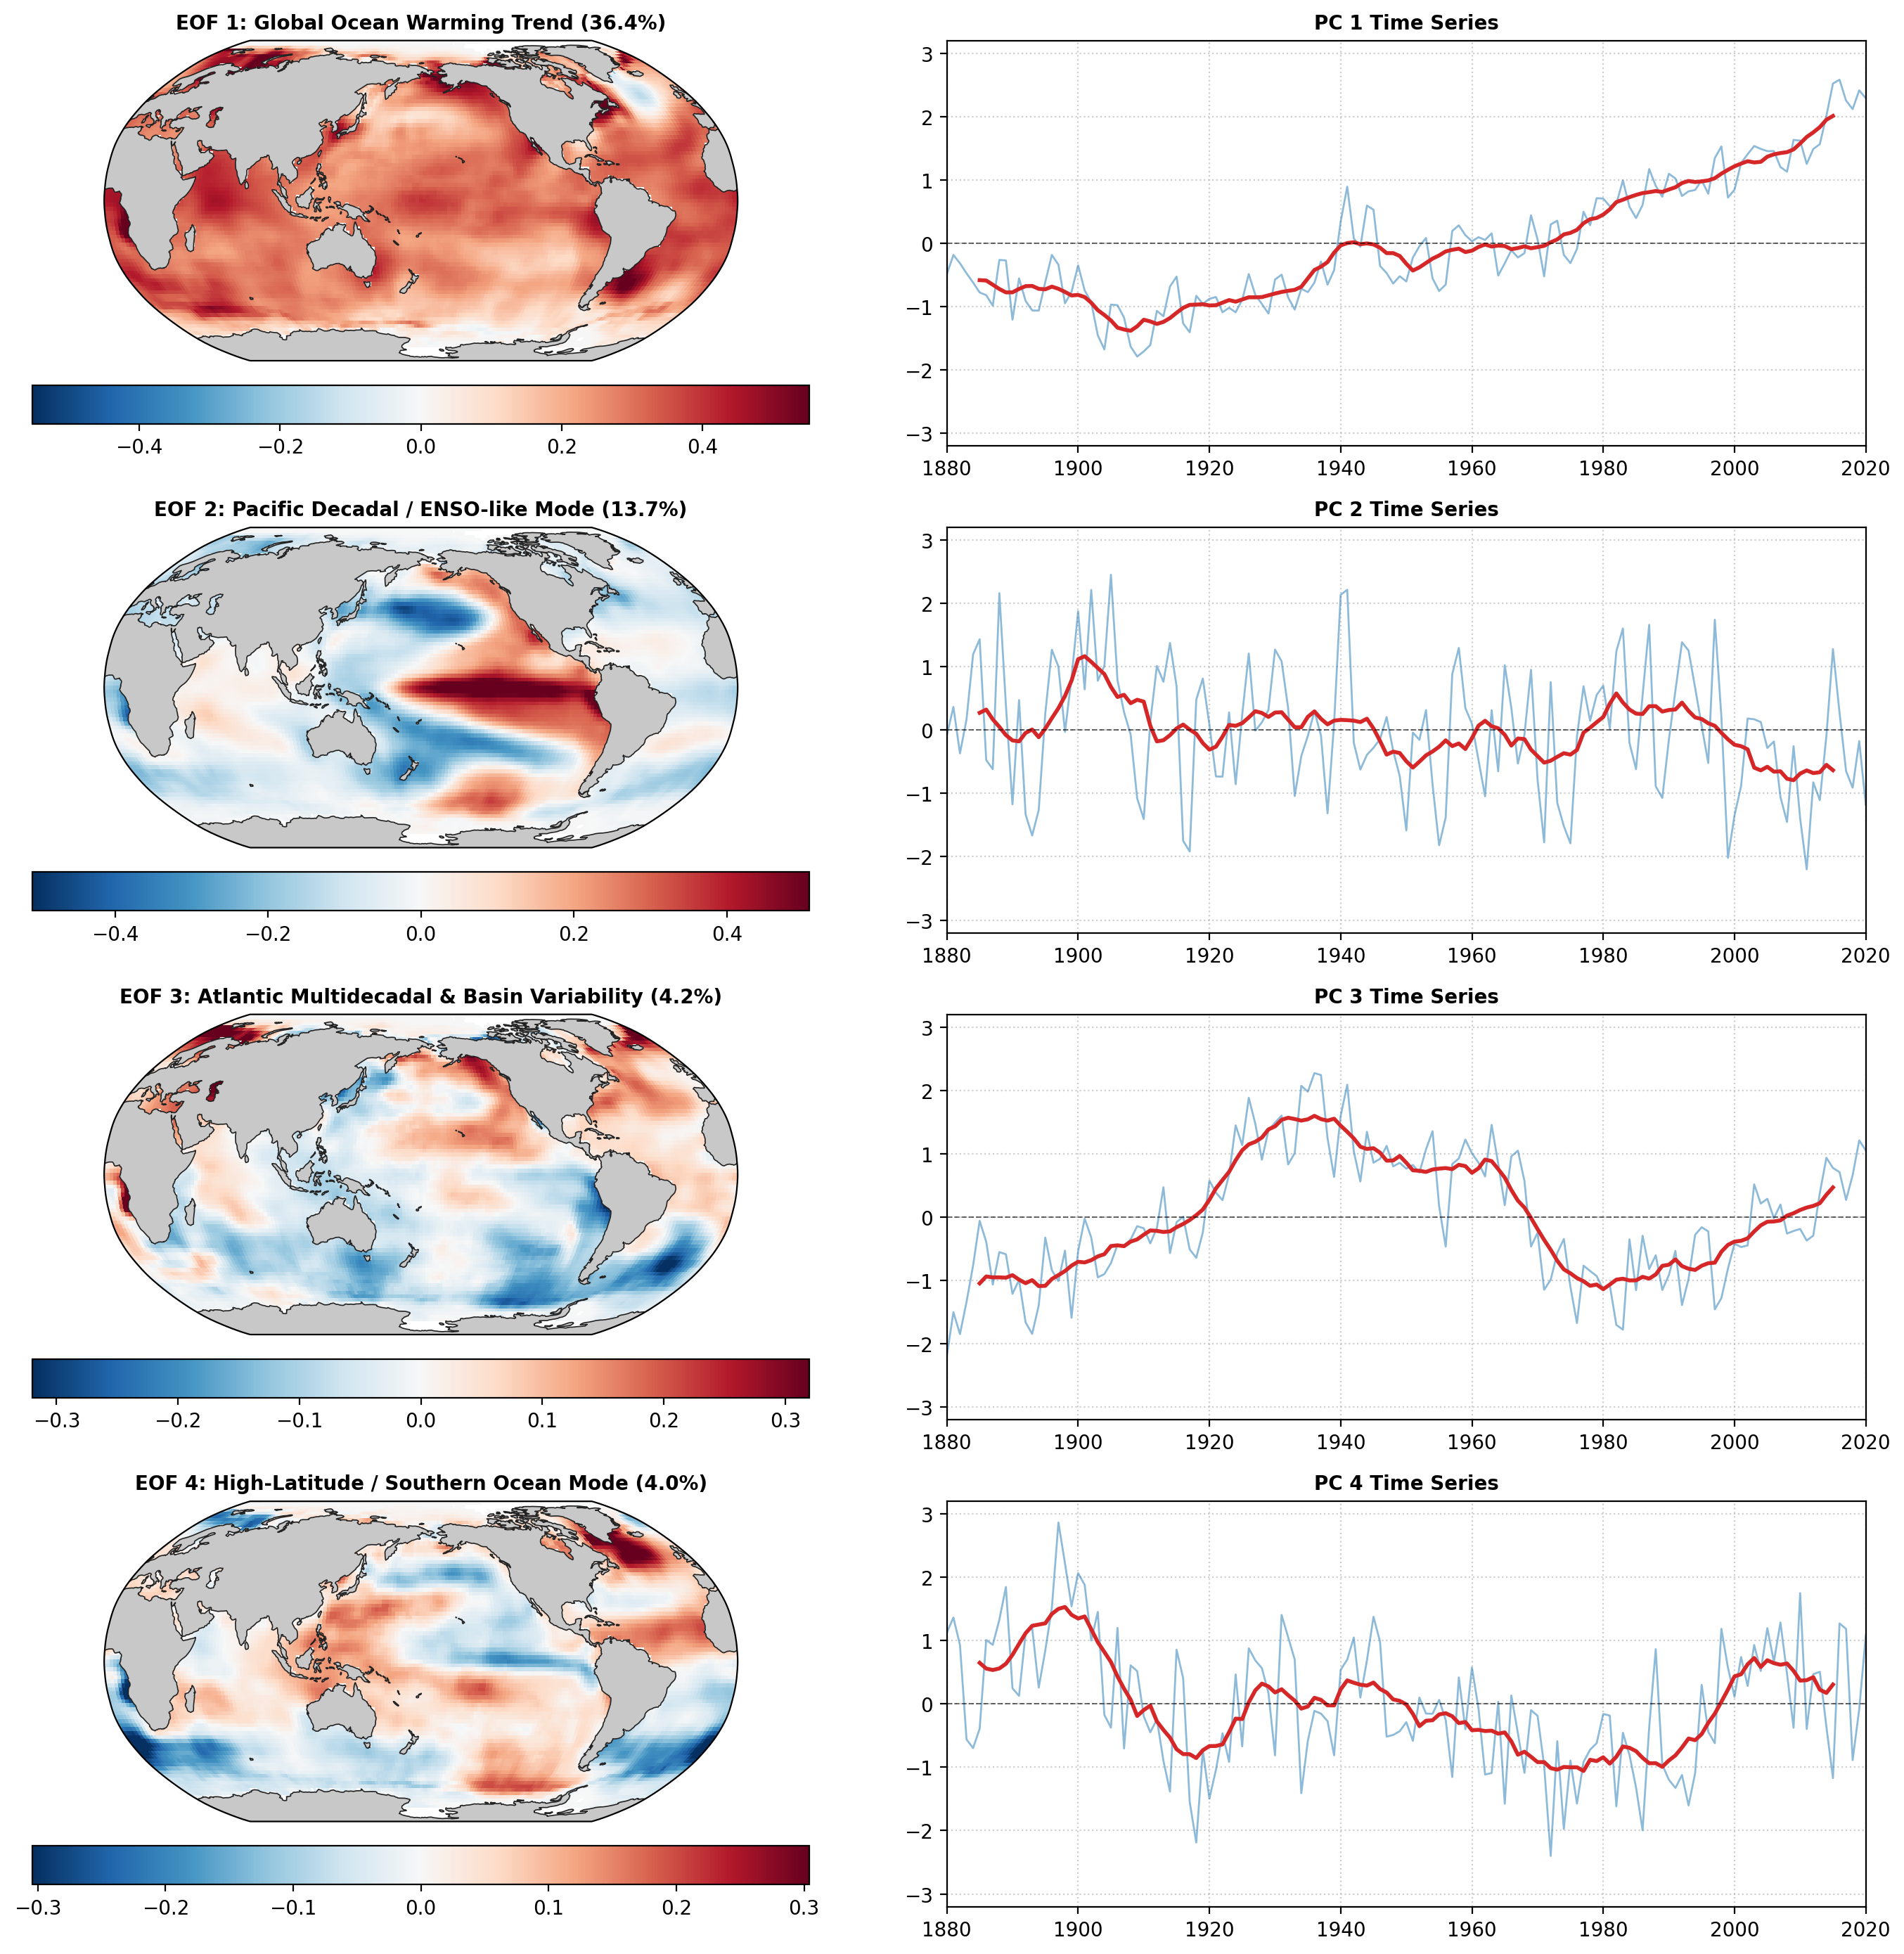 EOF 1: Global Ocean Warming Trend (36.4%)
−0.4 −0.2 0.0 0.2 0.4
PC 1 Time Series
3
2
1
0
−1
−2
−3
1880 1900 1920 1940 1960 1980 2000 2020
EOF 2: Pacific Decadal / ENSO-like Mode (13.7%)
−0.4 −0.2 0.0 0.2 0.4
PC 2 Time Series
3
2
1
0
−1
−2
−3
1880 1900 1920 1940 1960 1980 2000 2020
EOF 3: Atlantic Multidecadal & Basin Variability (4.2%)
−0.3 −0.2 −0.1 0.0 0.1 0.2 0.3
PC 3 Time Series
3
2
1
0
−1
−2
−3
1880 1900 1920 1940 1960 1980 2000 2020
EOF 4: High-Latitude / Southern Ocean Mode (4.0%)
−0.3 −0.2 −0.1 0.0 0.1 0.2 0.3
PC 4 Time Series
3
2
1
0
−1
−2
−3
1880 1900 1920 1940 1960 1980 2000 2020